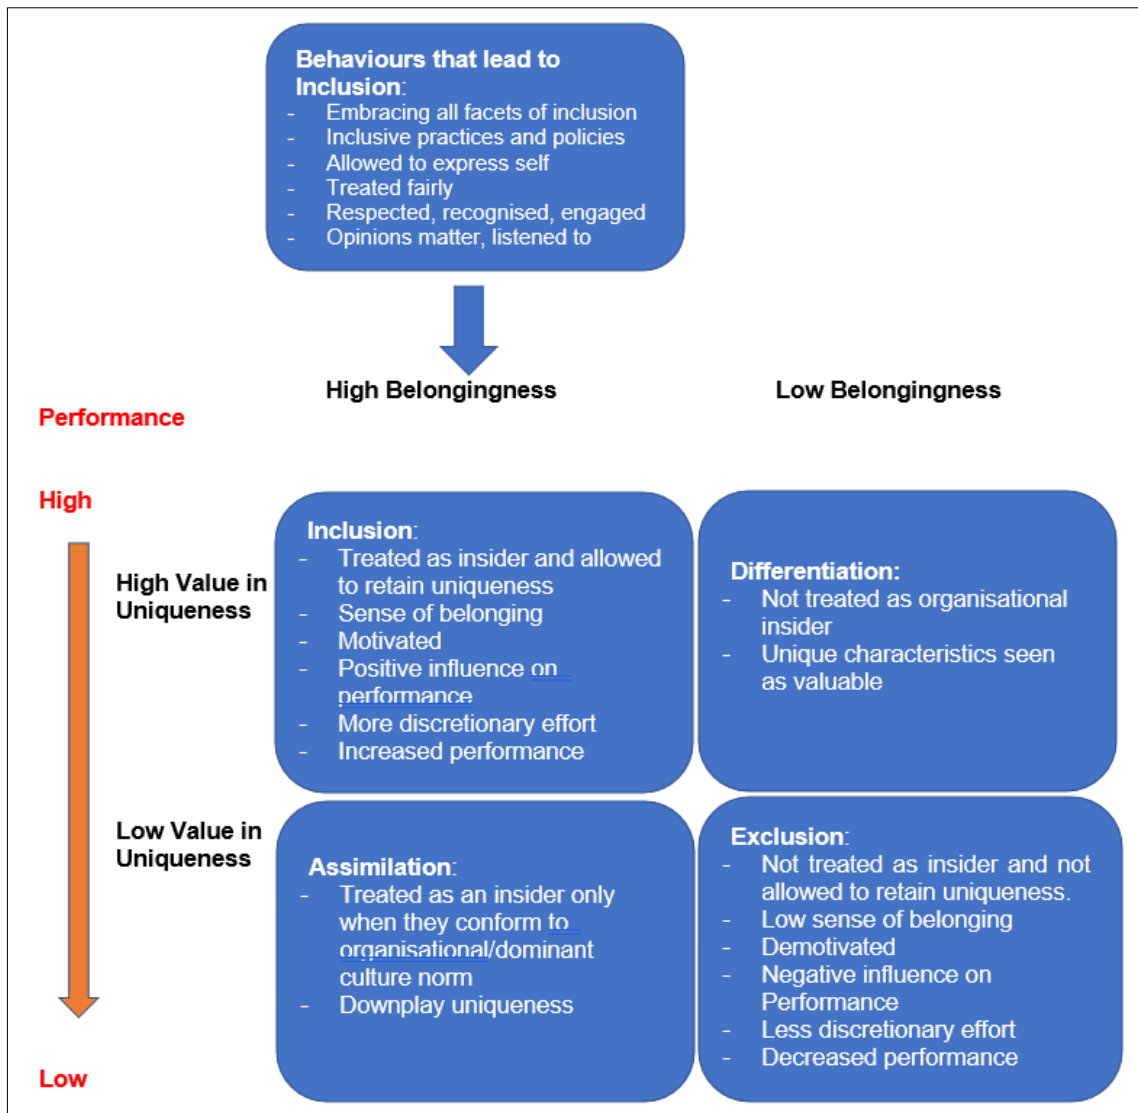 Behaviours that lead to
Inclusion:
- Embracing all facets of inclusion
- Inclusive practices and policies
- Allowed to express self
- Treated fairly
- Respected, recognised, engaged
- Opinions matter, listened to
High Belongingness
Low Belongingness
Performance
High
High Value in
Uniqueness
Inclusion:
- Treated as insider and allowed
to retain uniqueness
- Sense of belonging
- Motivated
- Positive influence on
performance
- More discretionary effort
- Increased performance
Differentiation:
- Not treated as organisational
insider
- Unique characteristics seen
as valuable
Low Value in
Uniqueness
Assimilation:
- Treated as an insider only
when they conform to
organisational/dominant
culture norm
- Downplay uniqueness
Exclusion:
- Not treated as insider and not
allowed to retain uniqueness.
- Low sense of belonging
- Demotivated
- Negative influence on
Performance
- Less discretionary effort
- Decreased performance
Low